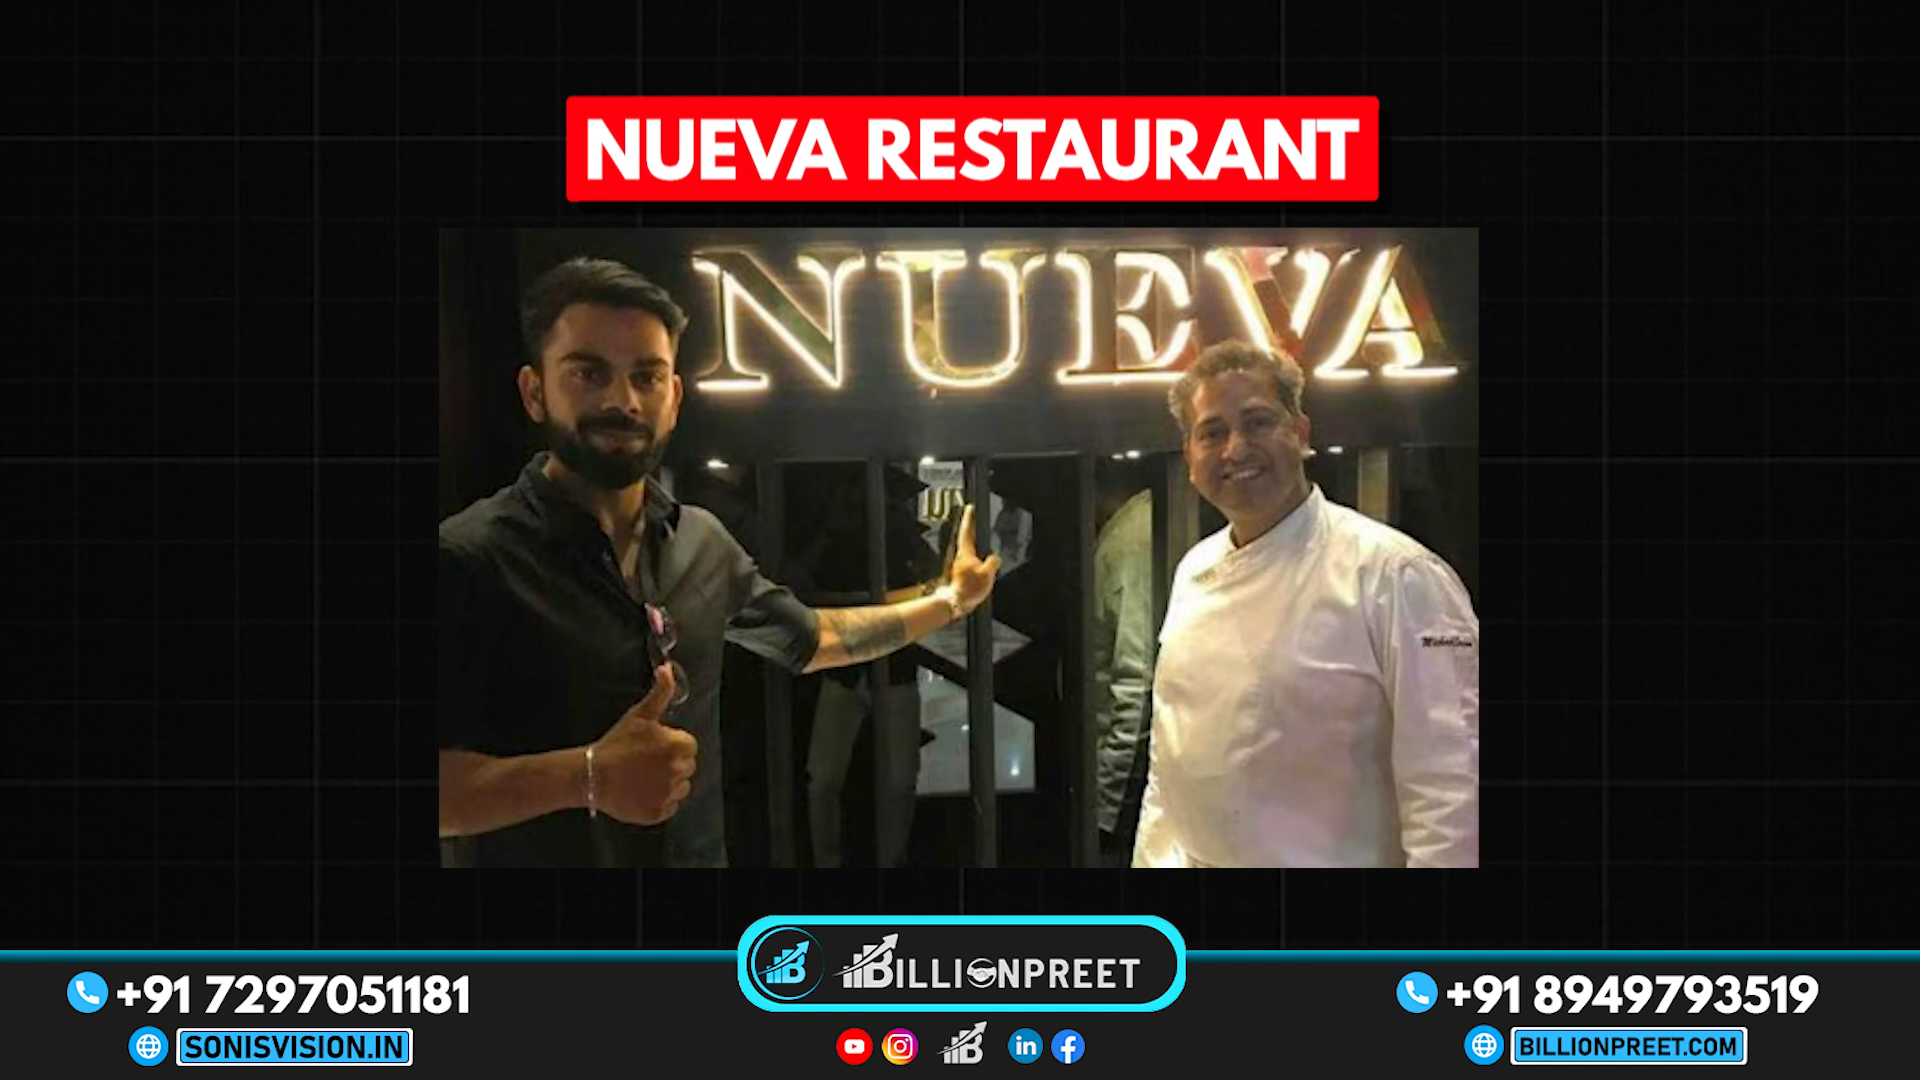 NUEVA RESTAURANT
NUEVA
BILLIONPREET
+91 7297051181
+91 8949793519
SONISVISION.IN
BILLIONPREET.COM